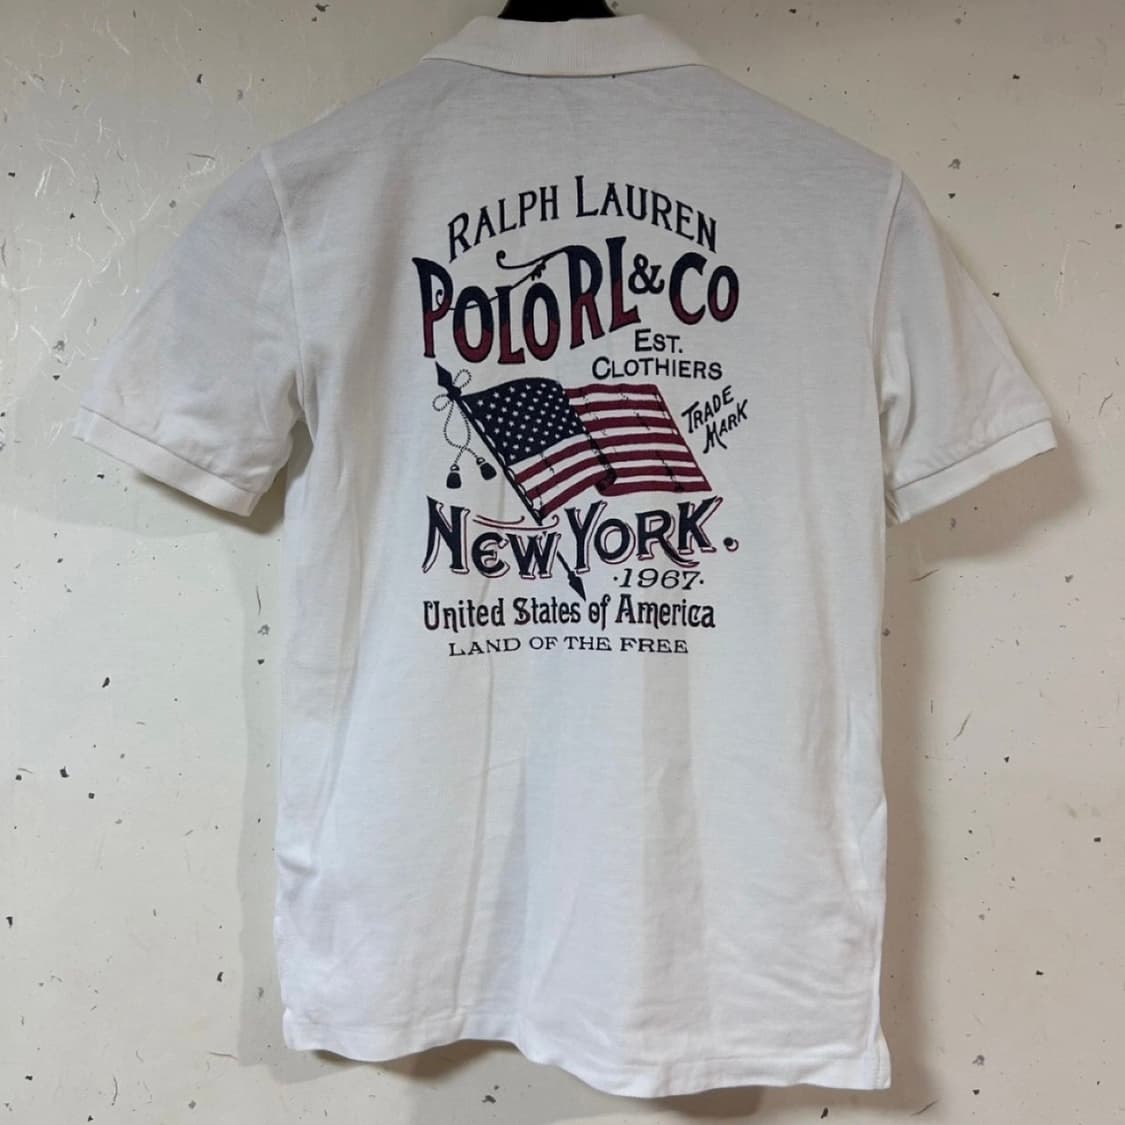 RALPH LAUREN
POLO RL & CO
EST.
CLOTHIERS
TRADE
MARK
NEW YORK.
·1967·
United States of America
LAND OF THE FREE